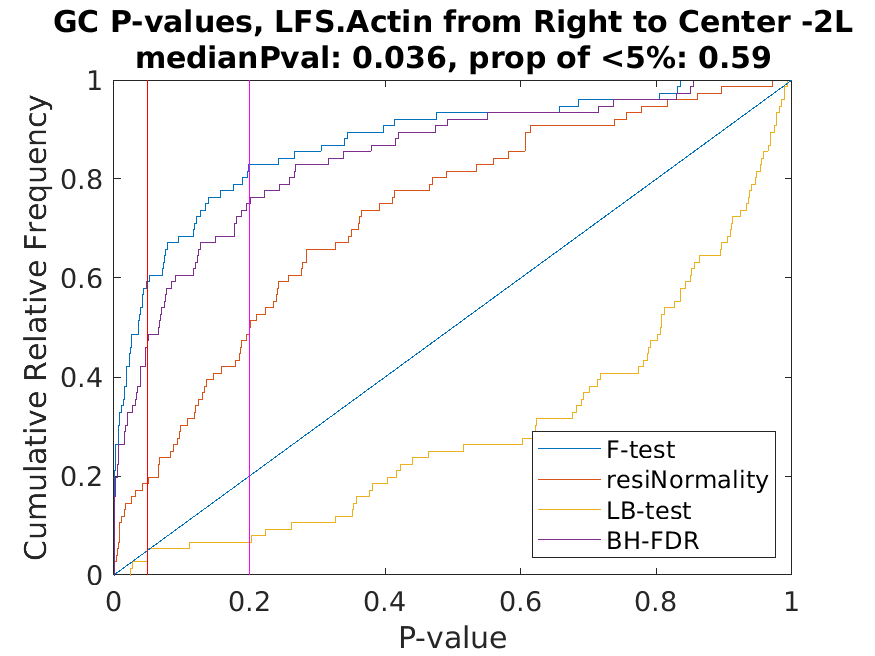 GC P-values, LFS.Actin from Right to Center -2L
medianPval: 0.036, prop of <5%: 0.59
1
0.8
0.6
0.4
0.2
0
Cumulative Relative Frequency
F-test
resiNormality
LB-test
BH-FDR
0 0.2 0.4 0.6 0.8 1
P-value